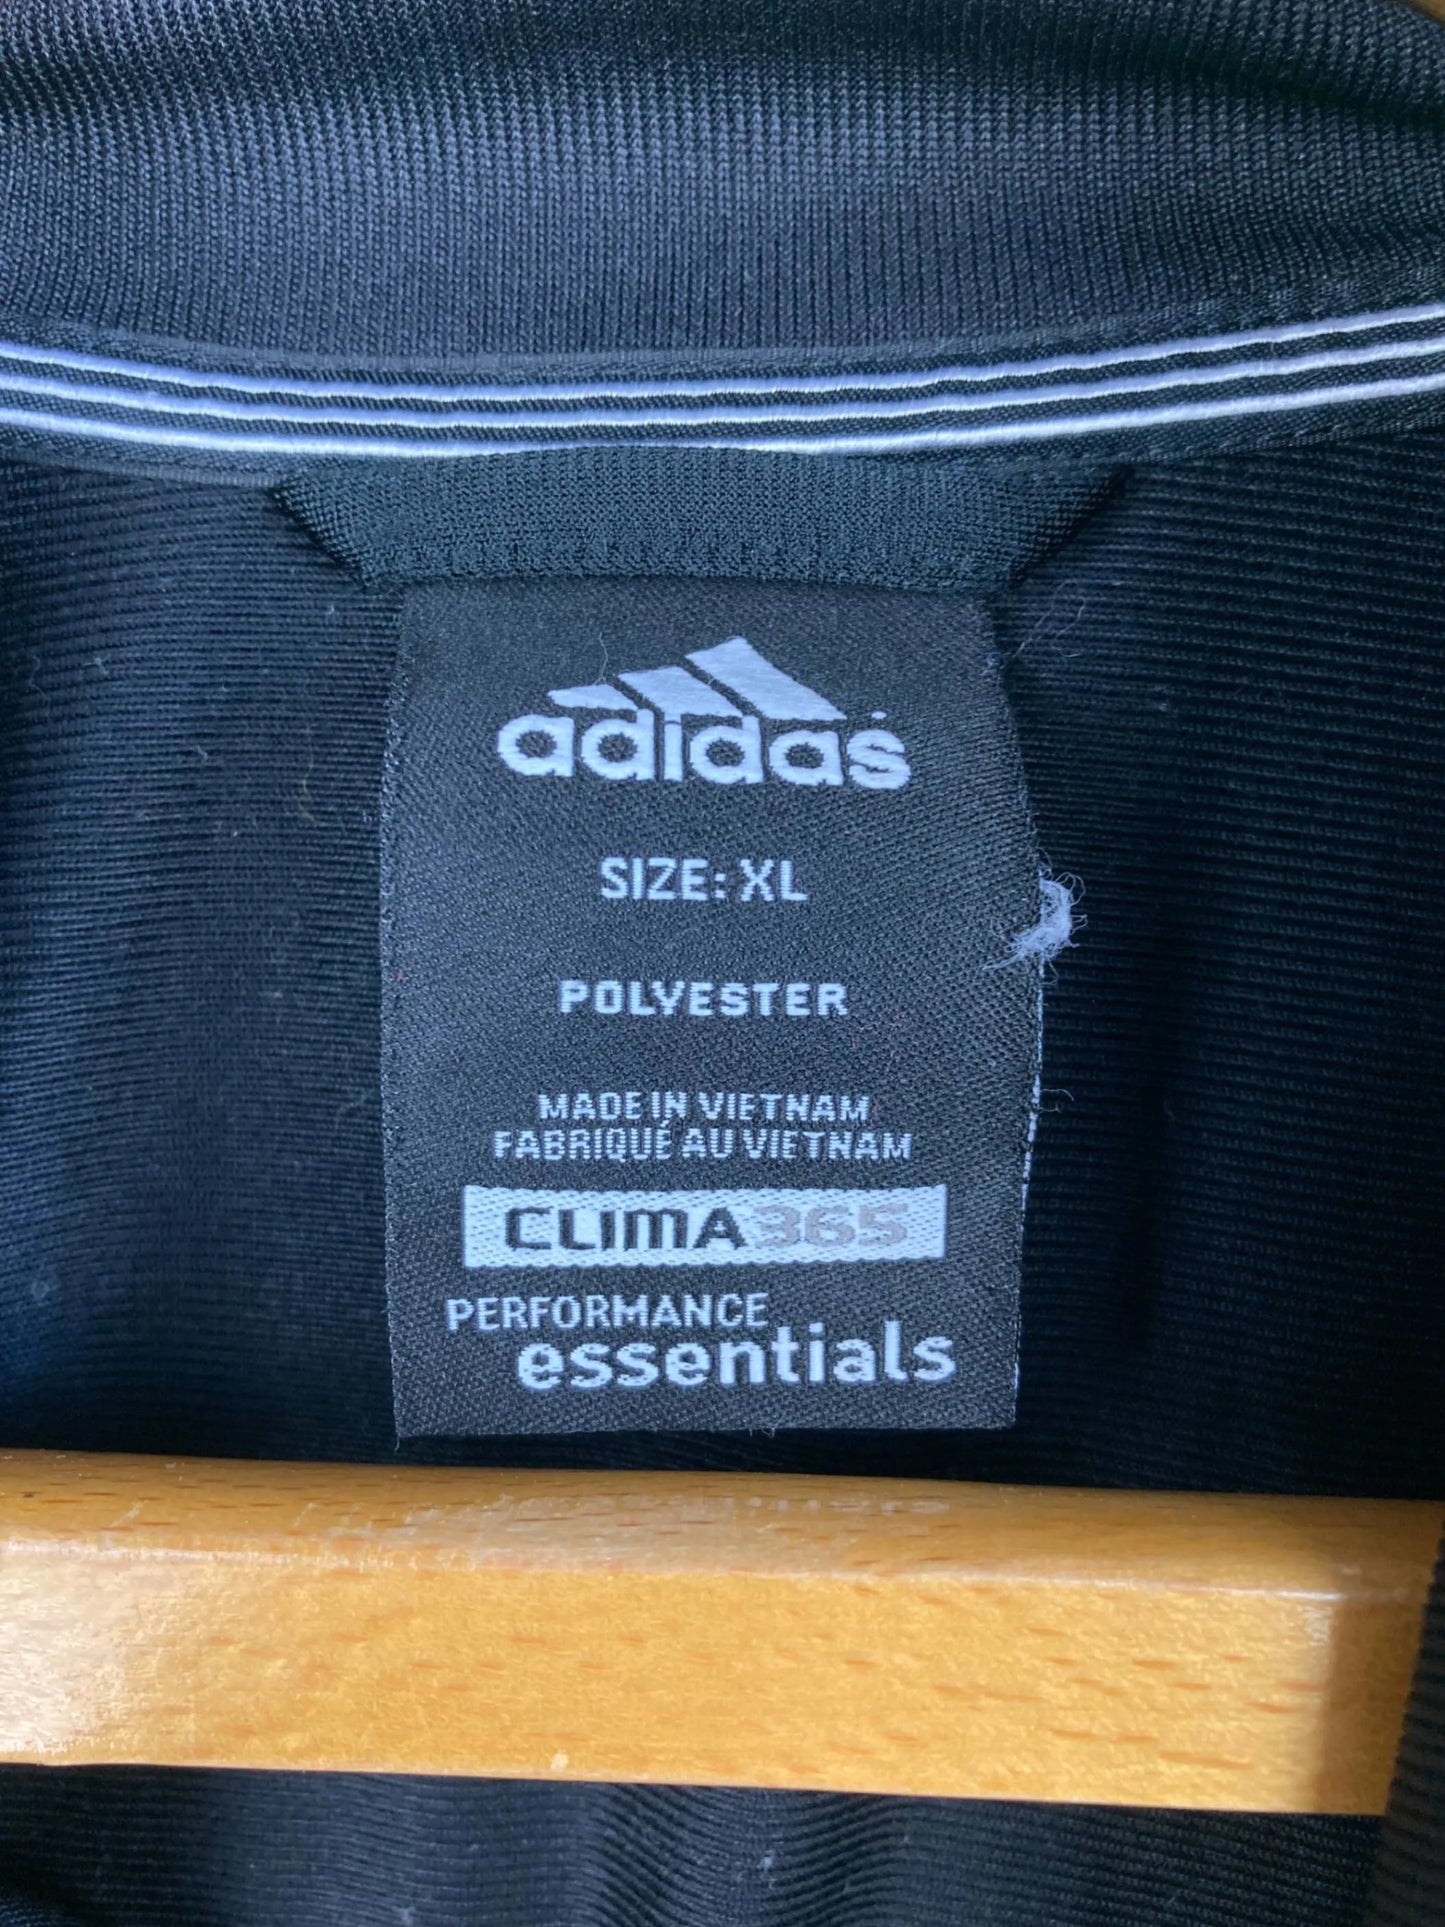 adidas
SIZE: XL
POLYESTER
MADE IN VIETNAM
FABRIQUÉ AU VIETNAM
CLIMA365
PERFORMANCE
essentials